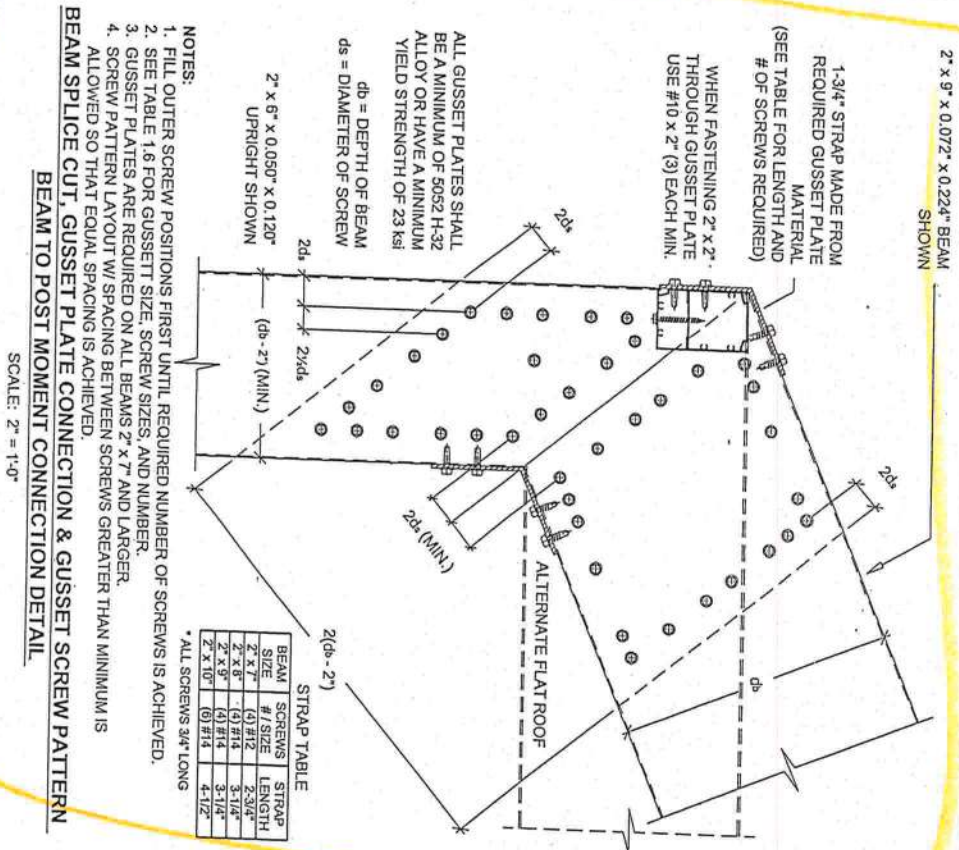 2" x 9" x 0.072" x 0.224" BEAM
SHOWN
1-3/4" STRAP MADE FROM
REQUIRED GUSSET PLATE
MATERIAL
(SEE TABLE FOR LENGTH AND
# OF SCREWS REQUIRED)
WHEN FASTENING 2" x 2"
THROUGH GUSSET PLATE
USE #10 x 2" (3) EACH MIN.
ALL GUSSET PLATES SHALL
BE A MINIMUM OF 5052 H-32
ALLOY OR HAVE A MINIMUM
YIELD STRENGTH OF 23 ksi
db = DEPTH OF BEAM
ds = DIAMETER OF SCREW
2" x 6" x 0.050" x 0.120"
UPRIGHT SHOWN
2ds
2ds
2½ds
(db - 2") (MIN.)
2ds
2ds (MIN.)
db
ALTERNATE FLAT ROOF
2(db - 2")
STRAP TABLE
BEAM SIZE SCREWS # / SIZE STRAP LENGTH
2" x 7" (4) #12 2-3/4"
2" x 8" (4) #14 3-1/4"
2" x 9" (4) #14 3-1/4"
2" x 10" (6) #14 4-1/2"
* ALL SCREWS 3/4" LONG
NOTES:
1. FILL OUTER SCREW POSITIONS FIRST UNTIL REQUIRED NUMBER OF SCREWS IS ACHIEVED.
2. SEE TABLE 1.6 FOR GUSSETT SIZE, SCREW SIZES, AND NUMBER.
3. GUSSET PLATES ARE REQUIRED ON ALL BEAMS 2" x 7" AND LARGER.
4. SCREW PATTERN LAYOUT W/ SPACING BETWEEN SCREWS GREATER THAN MINIMUM IS
ALLOWED SO THAT EQUAL SPACING IS ACHIEVED.
BEAM SPLICE CUT, GUSSET PLATE CONNECTION & GUSSET SCREW PATTERN
BEAM TO POST MOMENT CONNECTION DETAIL
SCALE: 2" = 1'-0"